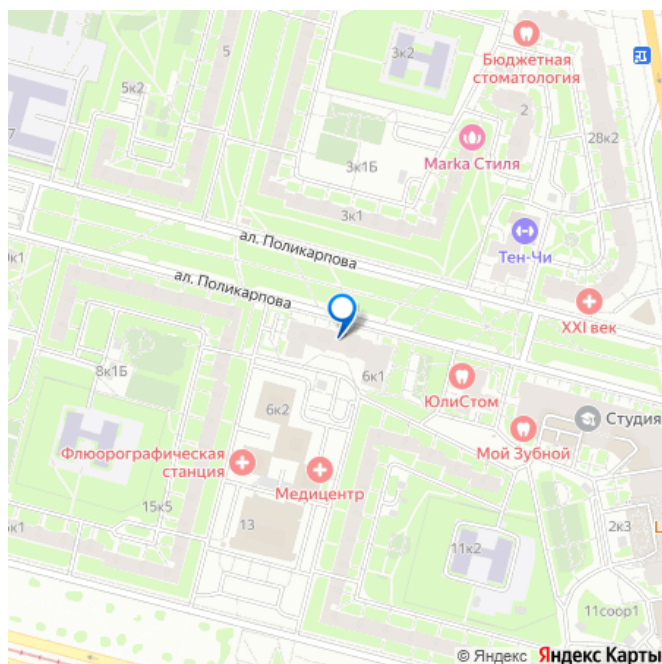 3к2
Бюджетная
стоматология
5
5к2
2
28к2
7
Marka Стиля
3к1Б
3к1
ал. Поликарпова
Тен-Чи
ал. Поликарпова
XXI век
8к1Б
6к1
ЮлиСтом
6к2
Студия
Мой Зубной
Флюорографическая
станция
Медицентр
15к5
13
11к2
2к3
11соор1
© Яндекс Яндекс Карты